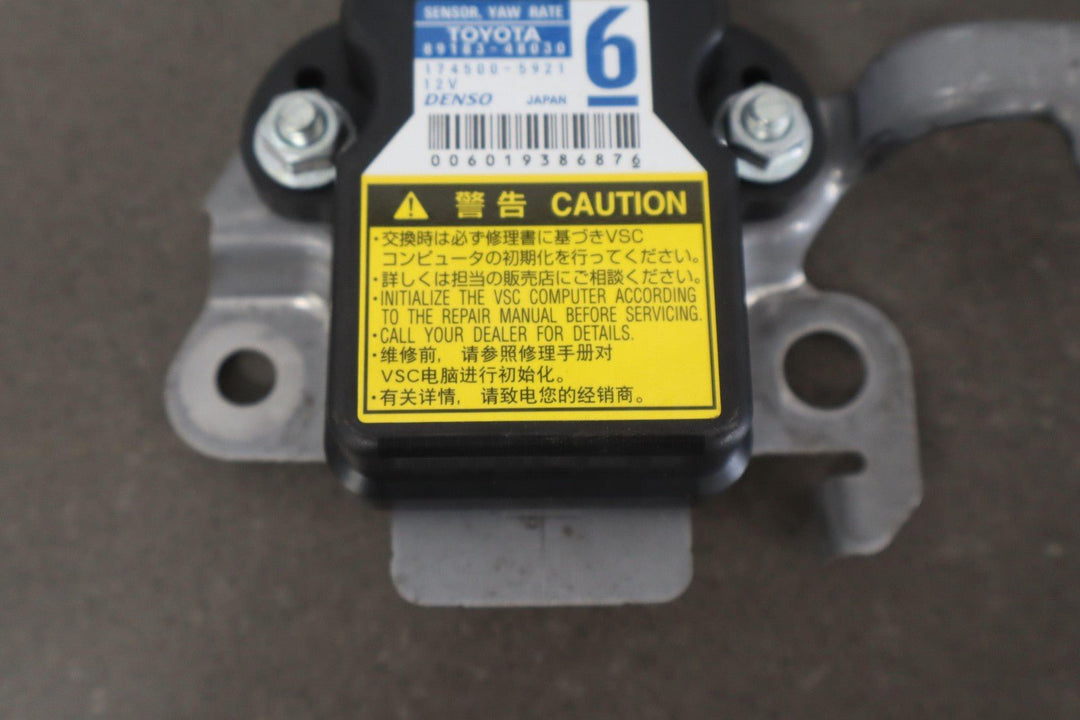 SENSOR, YAW RATE
TOYOTA
89183-48030
174500-5921
12V
DENSO JAPAN
6
006019386876
警告 CAUTION
・交換時は必ず修理書に基づきVSC
コンピュータの初期化を行ってください。
・詳しくは担当の販売店にご相談ください。
・INITIALIZE THE VSC COMPUTER ACCORDING
TO THE REPAIR MANUAL BEFORE SERVICING.
・CALL YOUR DEALER FOR DETAILS.
・维修前，请参照修理手册对
VSC电脑进行初始化。
・有关详情，请致电您的经销商。